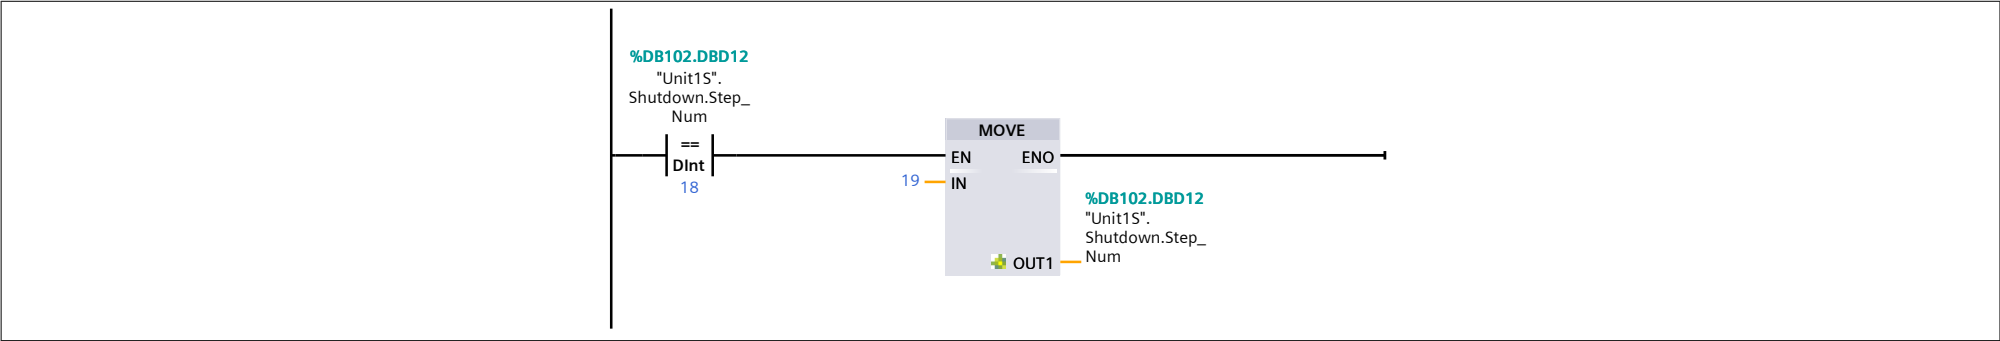 %DB102.DBD12
"Unit1S".
Shutdown.Step_
Num
==
DInt
18
MOVE
EN ENO
19 IN
%DB102.DBD12
"Unit1S".
Shutdown.Step_
Num
OUT1